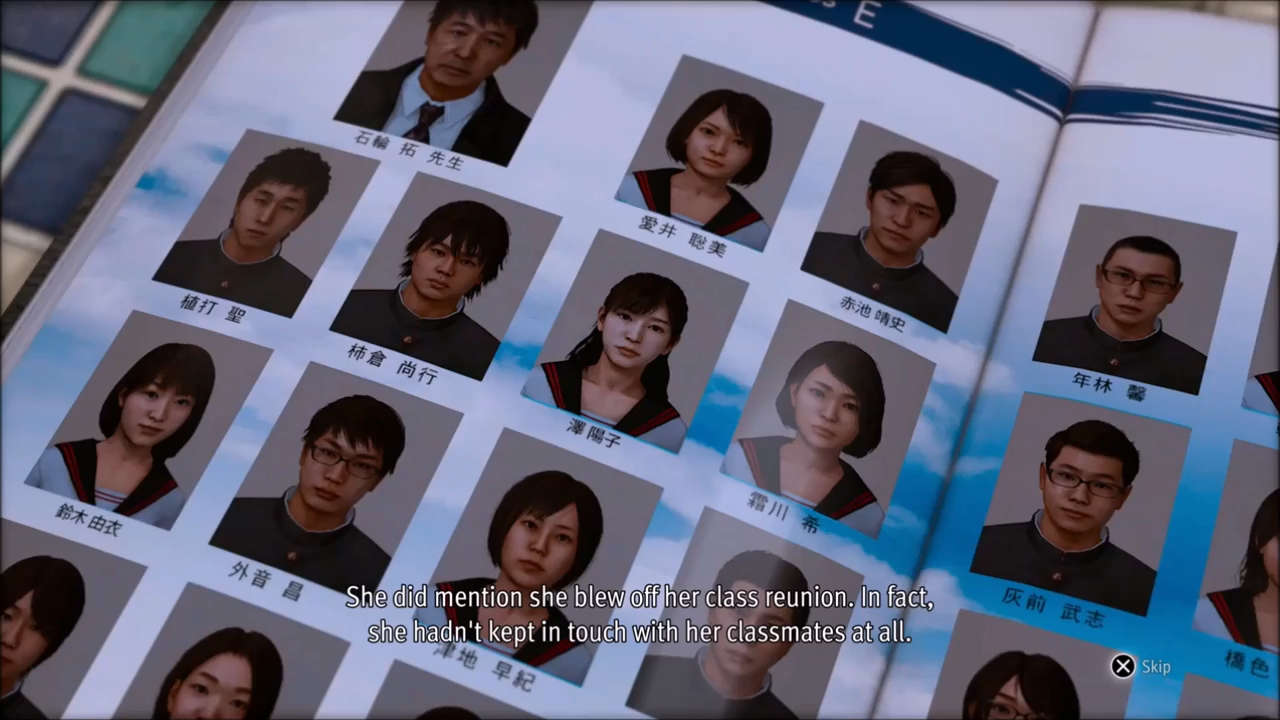 E
石輪 拓 先生
愛井 聡美
赤池 靖史
植打 聖
柿倉 尚行
澤 陽子
霜川 希
年林 馨
鈴木 由衣
外音 昌
津地 早紀
灰前 武志
橋色
She did mention she blew off her class reunion. In fact,
she hadn't kept in touch with her classmates at all.
Skip